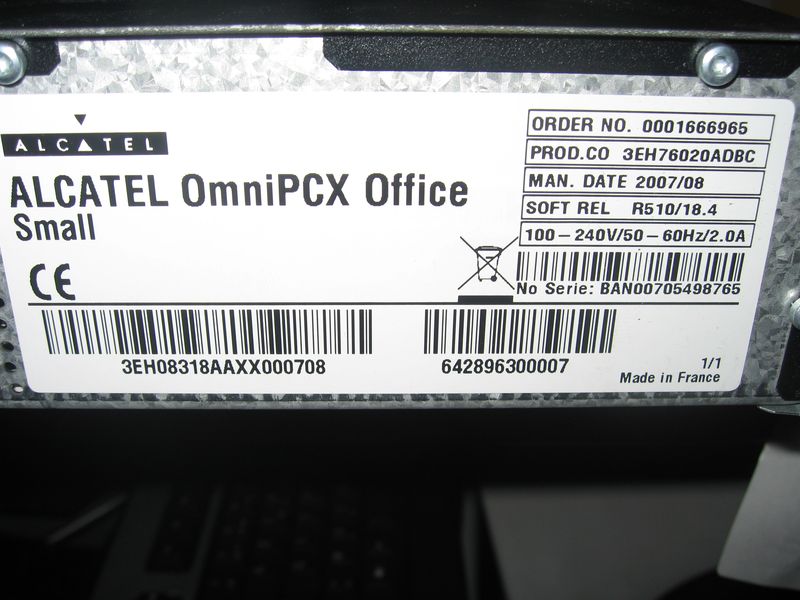 ALCATEL
ALCATEL OmniPCX Office
Small
ORDER NO. 0001666965
PROD.CO 3EH76020ADBC
MAN. DATE 2007/08
SOFT REL R510/18.4
100-240V/50-60Hz/2.0A
CE
No Serie: BAN00705498765
3EH08318AAXX000708
642896300007
1/1
Made in France